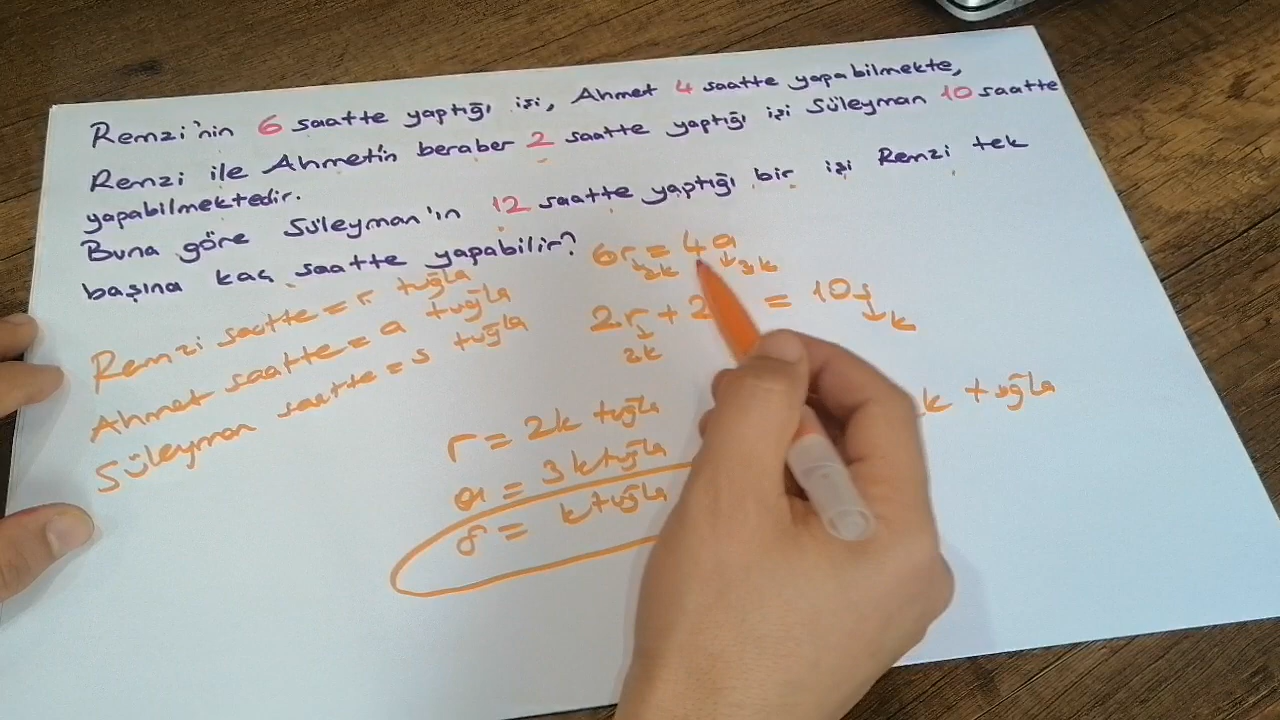 Remzi'nin 6 saatte yaptığı işi, Ahmet 4 saatte yapabilmekte,
Remzi ile Ahmet'in beraber 2 saatte yaptığı işi Süleyman 10 saatte
yapabilmektedir.
Buna göre Süleyman'ın 12 saatte yaptığı bir işi Remzi tek
başına kaç saatte yapabilir?
6r = 4a
2k 3k
Remzi saatte = r tuğla
Ahmet saatte = a tuğla
Süleyman saatte = s tuğla
2r + 2 = 10s
2k k
r = 2k tuğla
k tuğla
a = 3k tuğla
s = k tuğla